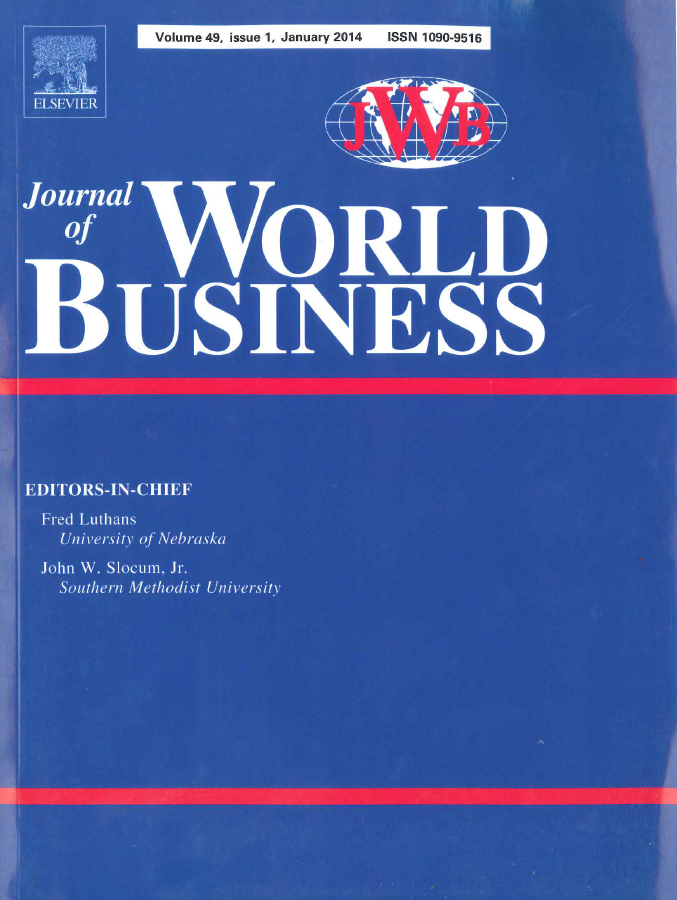 Volume 49, issue 1, January 2014 ISSN 1090-9516
ELSEVIER
JWB
Journal
of
WORLD
BUSINESS
EDITORS-IN-CHIEF
Fred Luthans
University of Nebraska
John W. Slocum, Jr.
Southern Methodist University